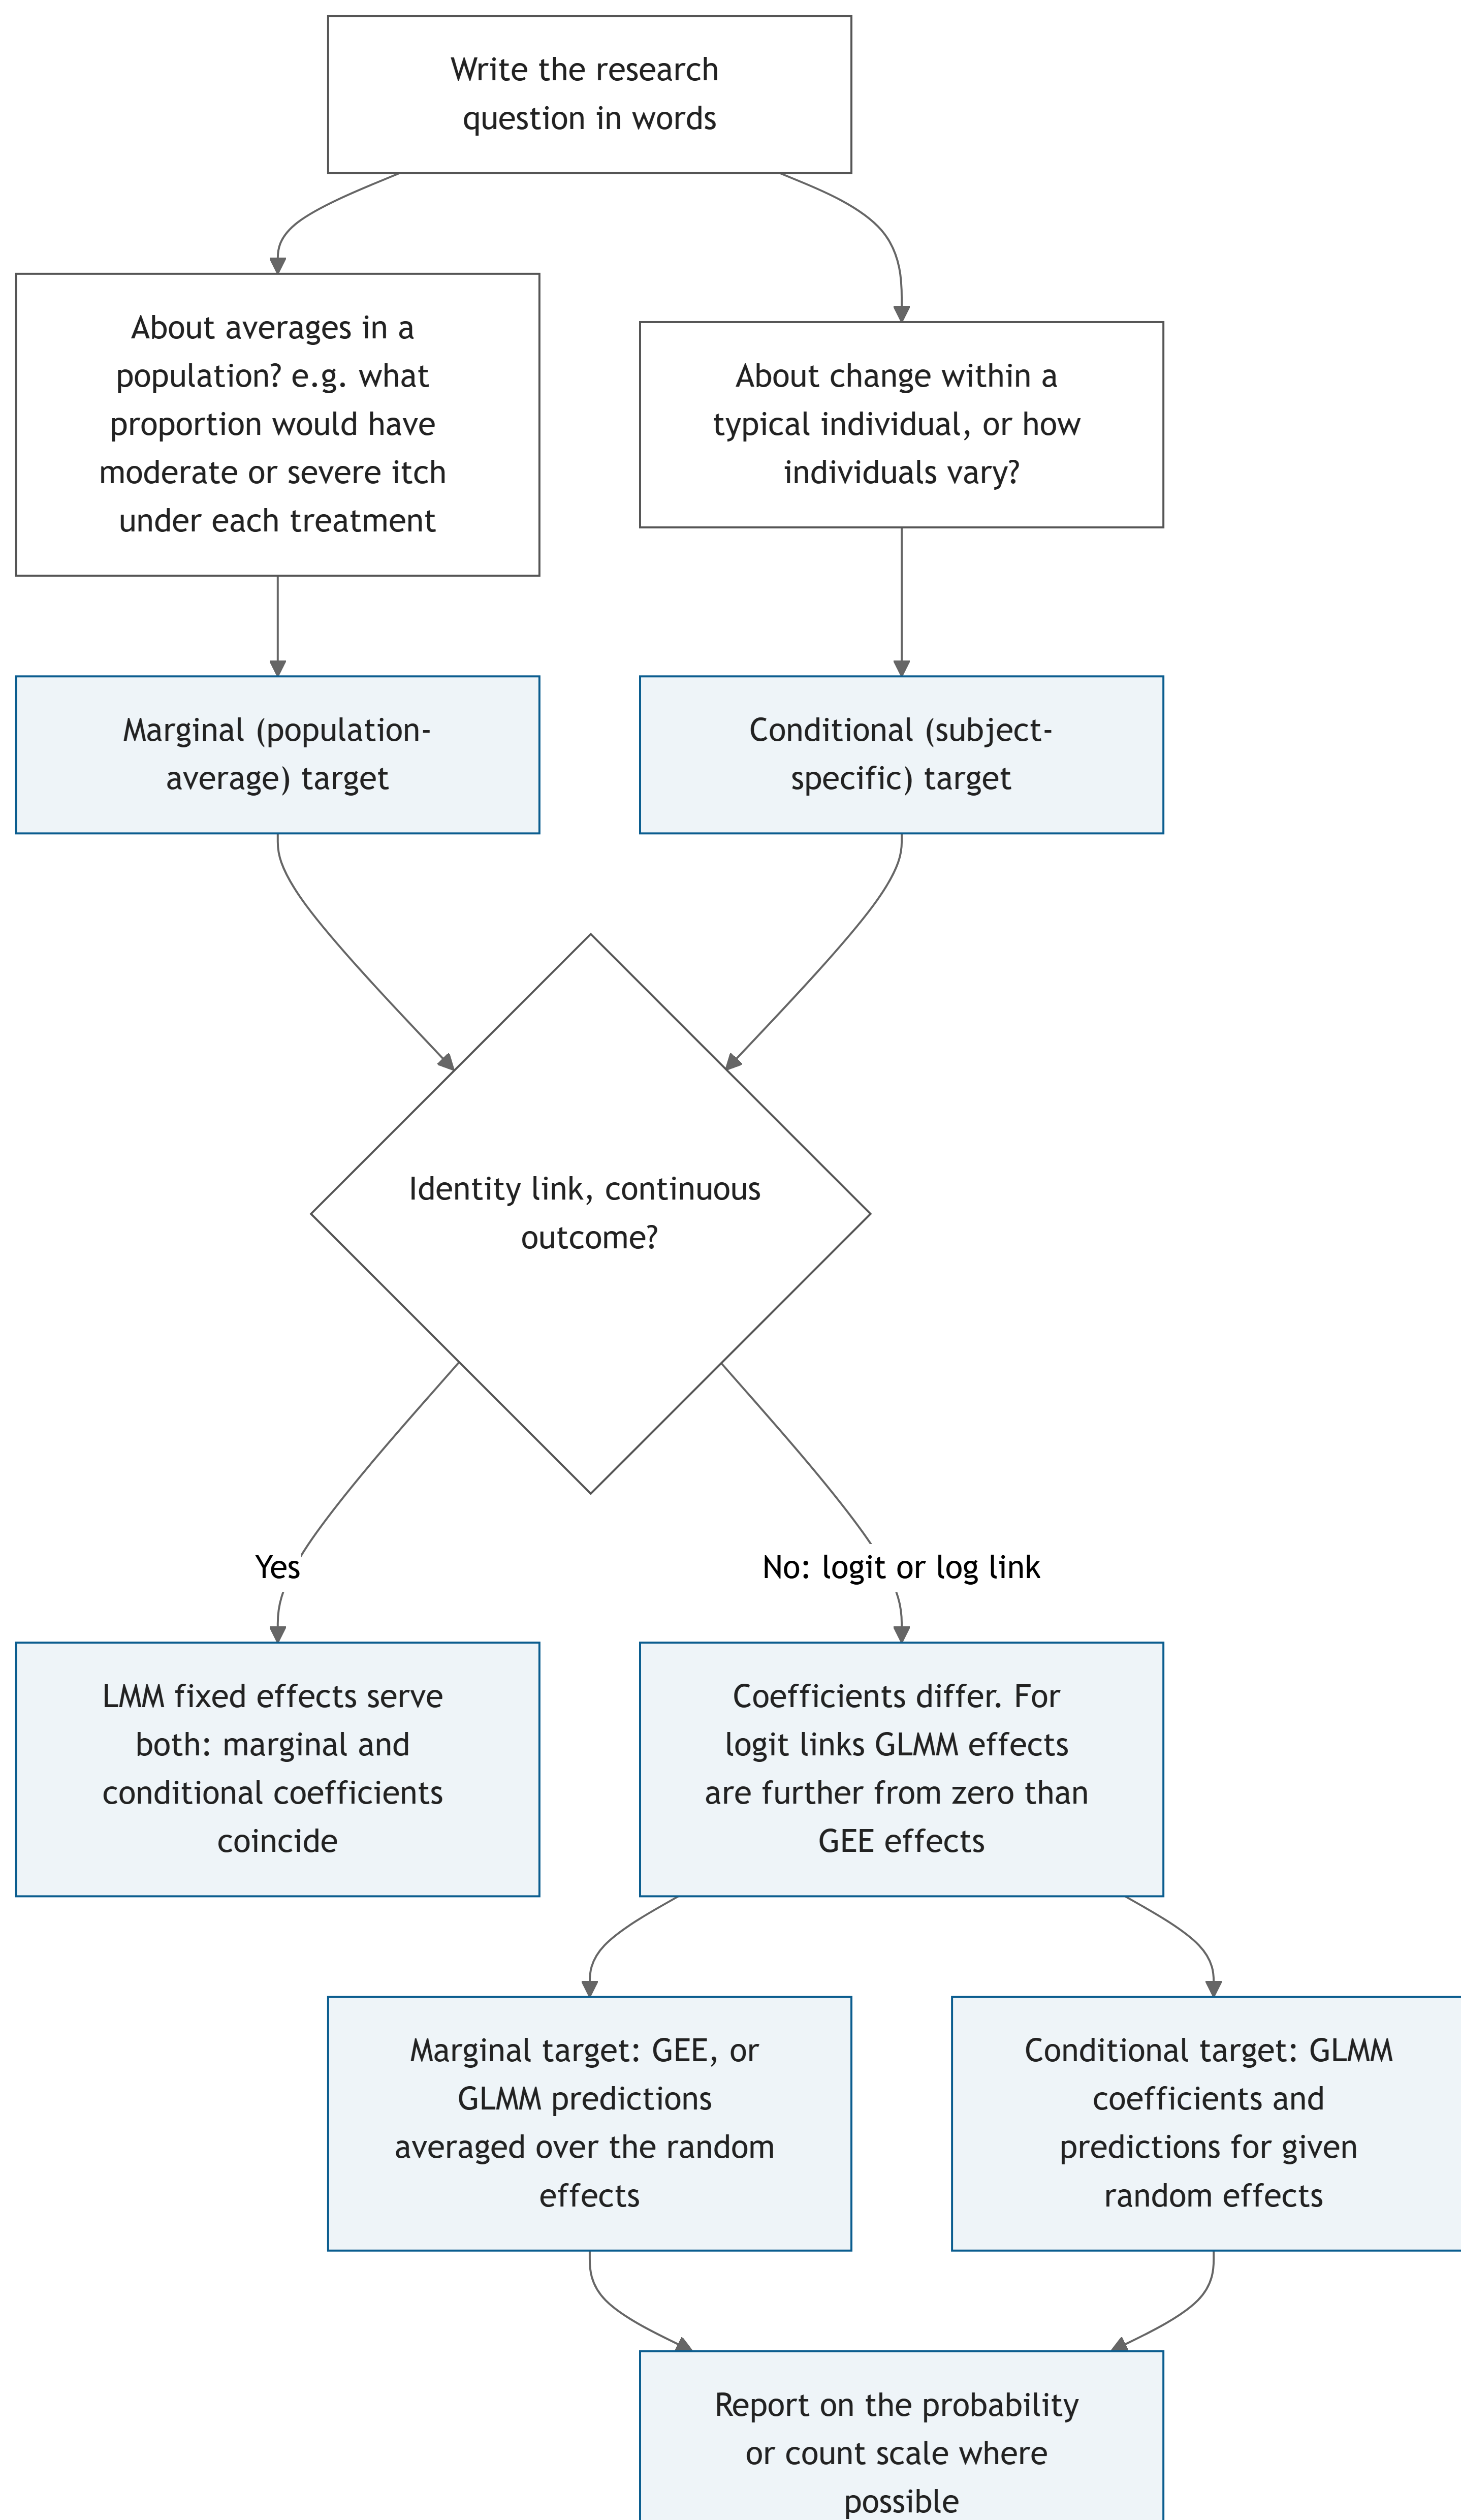 Write the research
question in words
About averages in a
population? e.g. what
proportion would have
moderate or severe itch
under each treatment
About change within a
typical individual, or how
individuals vary?
Marginal (population-
average) target
Conditional (subject-
specific) target
Identity link, continuous
outcome?
Yes
No: logit or log link
LMM fixed effects serve
both: marginal and
conditional coefficients
coincide
Coefficients differ. For
logit links GLMM effects
are further from zero than
GEE effects
Marginal target: GEE, or
GLMM predictions
averaged over the random
effects
Conditional target: GLMM
coefficients and
predictions for given
random effects
Report on the probability
or count scale where
possible